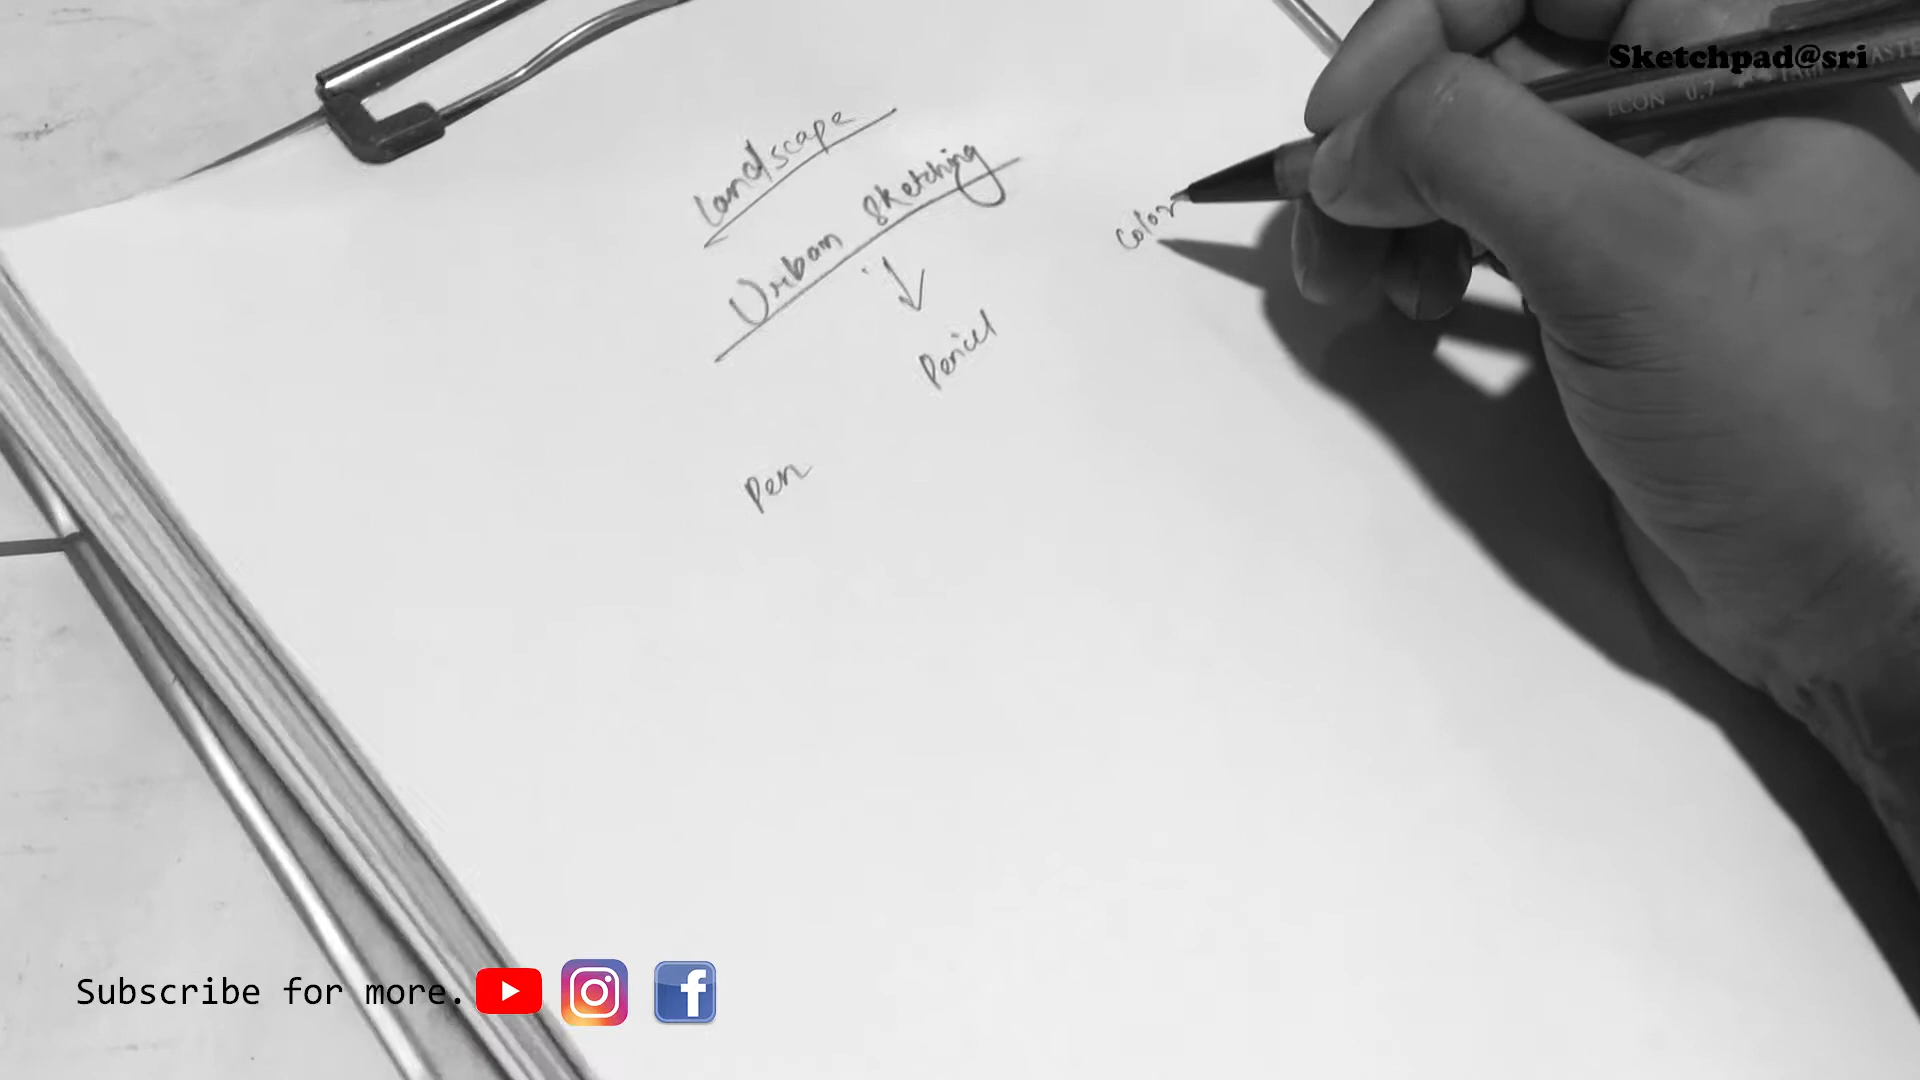 Sketchpad@sri
ECON 0.7
Landscape
Urban Sketching
Color
Pencil
Pen
Subscribe for more.